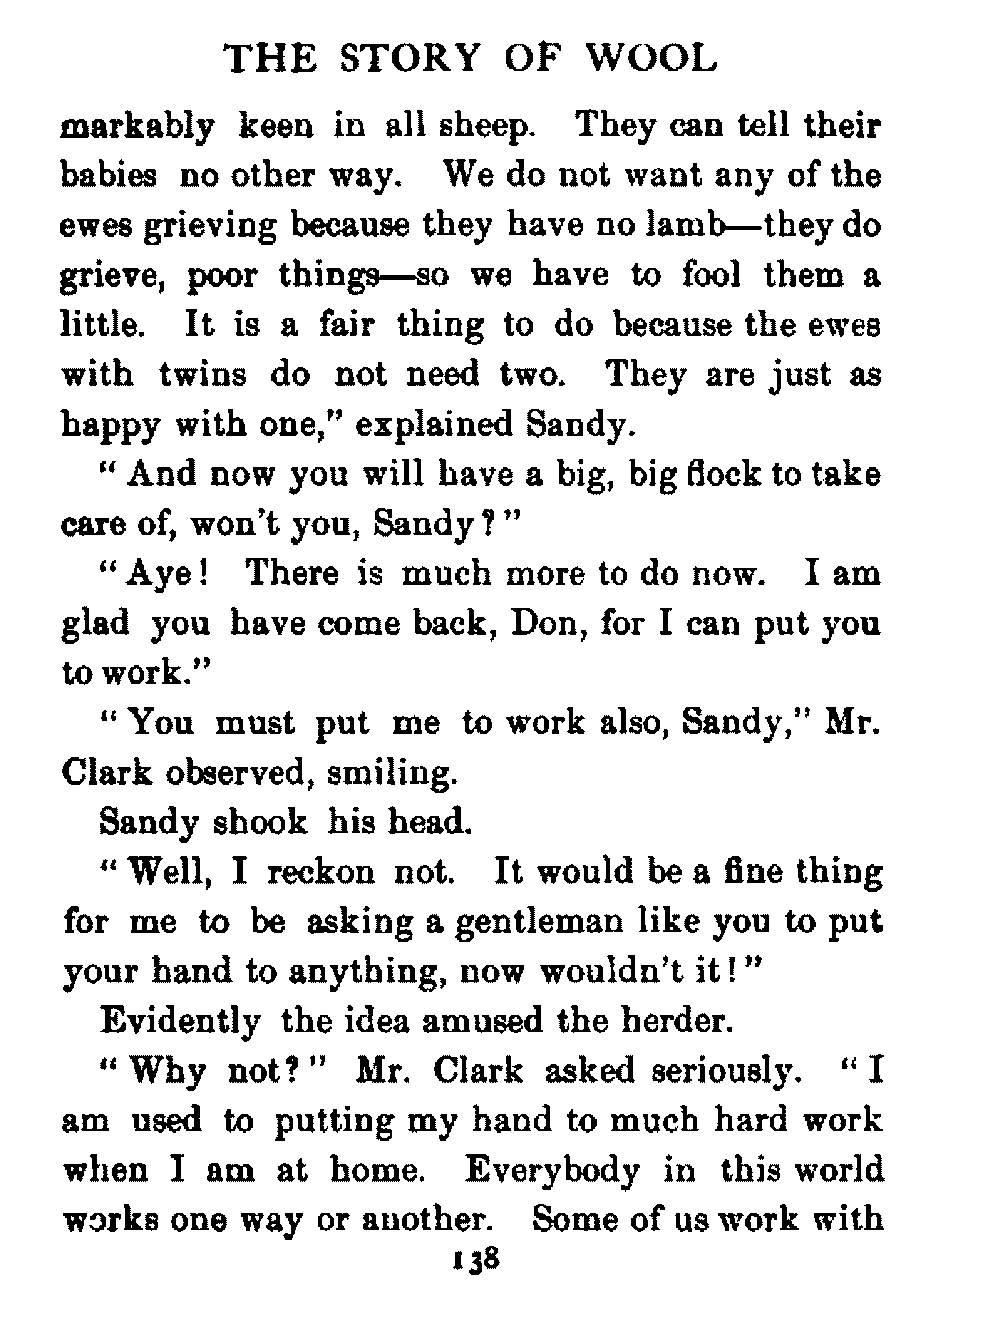 THE STORY OF WOOL
markably keen in all sheep. They can tell their
babies no other way. We do not want any of the
ewes grieving because they have no lamb—they do
grieve, poor things—so we have to fool them a
little. It is a fair thing to do because the ewes
with twins do not need two. They are just as
happy with one," explained Sandy.
"And now you will have a big, big flock to take
care of, won't you, Sandy?"
"Aye! There is much more to do now. I am
glad you have come back, Don, for I can put you
to work."
"You must put me to work also, Sandy," Mr.
Clark observed, smiling.
Sandy shook his head.
"Well, I reckon not. It would be a fine thing
for me to be asking a gentleman like you to put
your hand to anything, now wouldn't it!"
Evidently the idea amused the herder.
"Why not?" Mr. Clark asked seriously. "I
am used to putting my hand to much hard work
when I am at home. Everybody in this world
works one way or another. Some of us work with
138